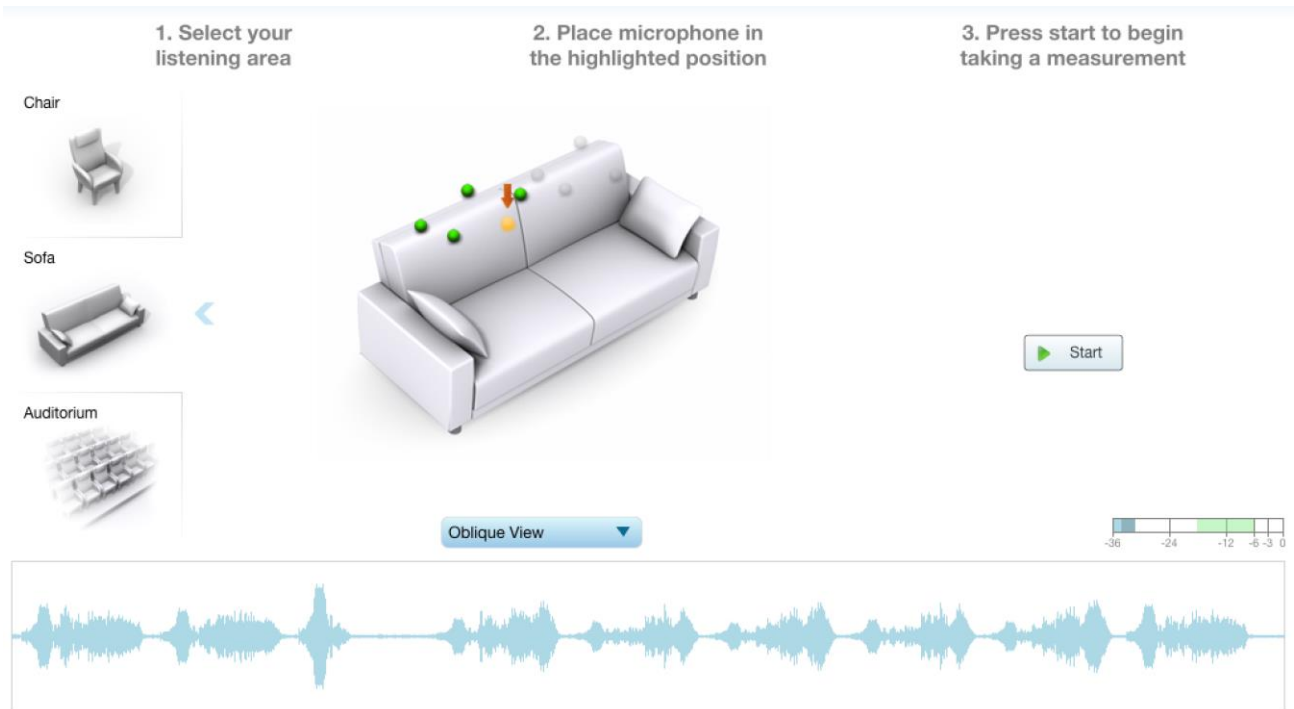 1. Select your
listening area
2. Place microphone in
the highlighted position
3. Press start to begin
taking a measurement
Chair
Sofa
Auditorium
Start
Oblique View
-36 -24 -12 -6 -3 0